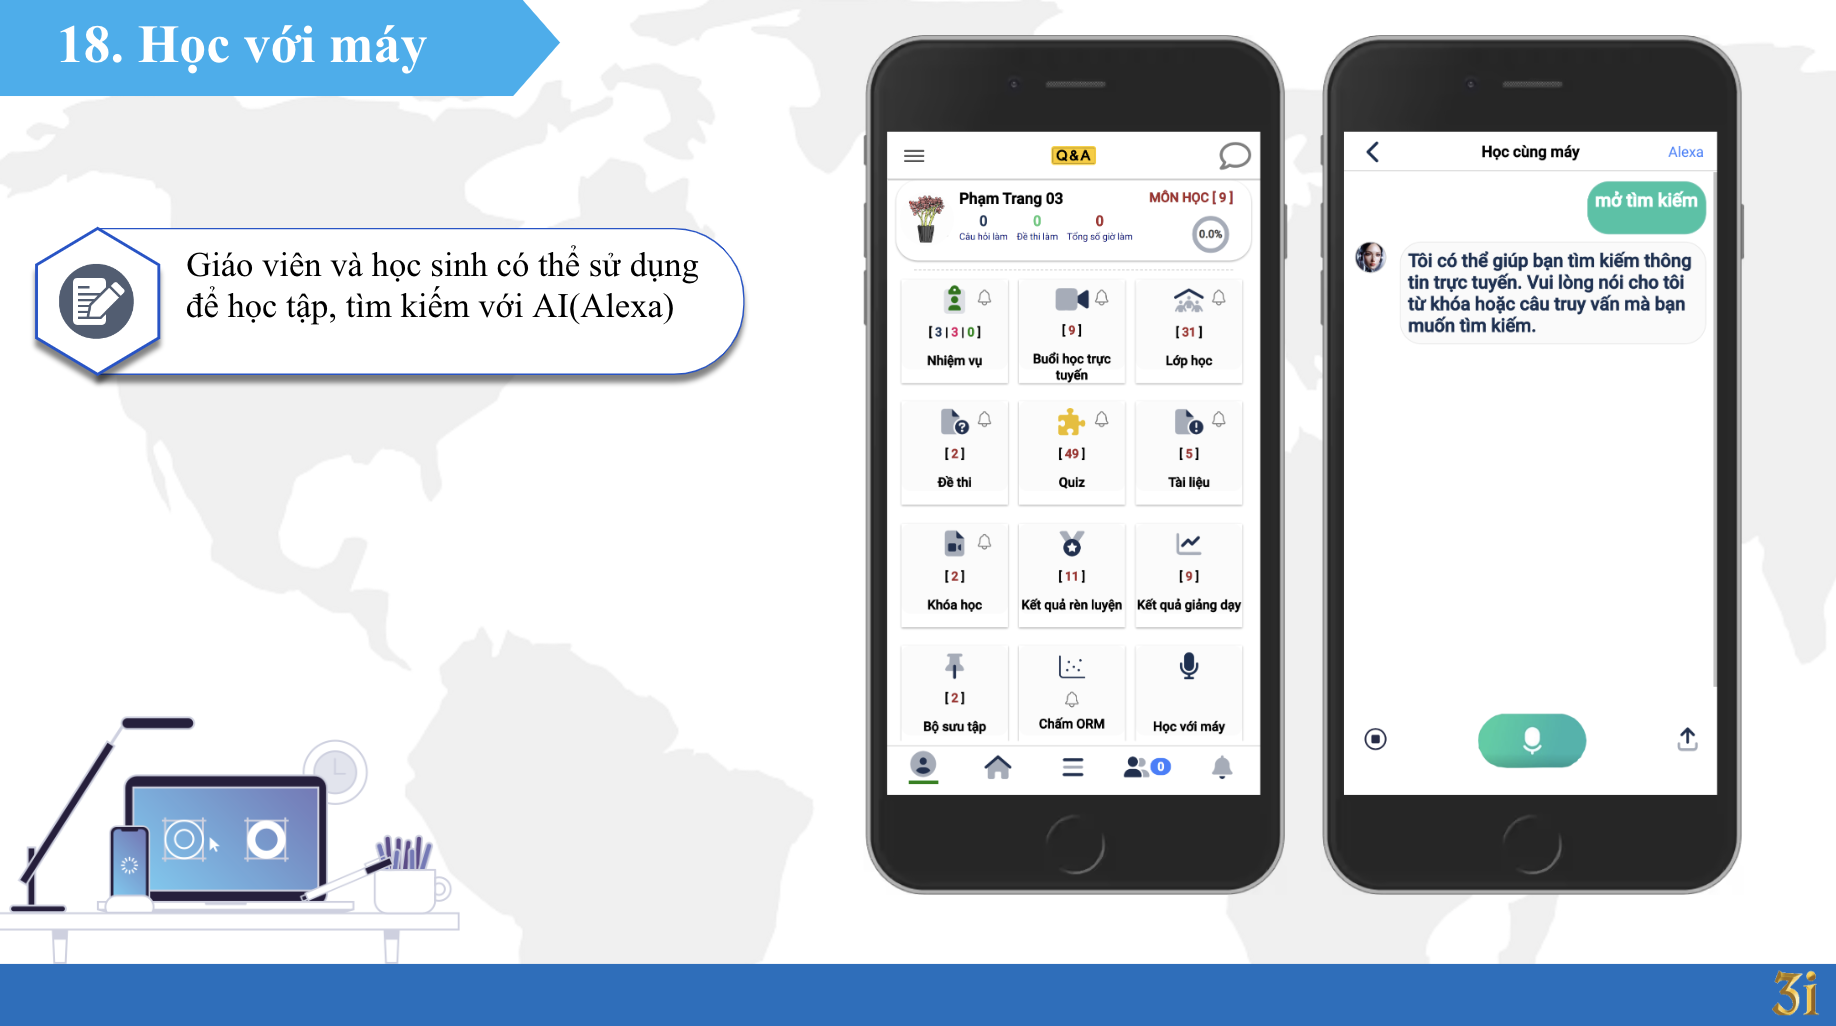 18. Học với máy
Giáo viên và học sinh có thể sử dụng
để học tập, tìm kiếm với AI(Alexa)
Q&A
Phạm Trang 03
MÔN HỌC [ 9 ]
0
0
0
Câu hỏi làm
Đề thi làm
Tổng số giờ làm
0.0%
[ 3 | 3 | 0 ]
Nhiệm vụ
[ 9 ]
Buổi học trực
tuyến
[ 31 ]
Lớp học
[ 2 ]
Đề thi
[ 49 ]
Quiz
[ 5 ]
Tài liệu
[ 2 ]
Khóa học
[ 11 ]
Kết quả rèn luyện
[ 9 ]
Kết quả giảng dạy
[ 2 ]
Bộ sưu tập
Chấm ORM
Học với máy
0
Học cùng máy
Alexa
mở tìm kiếm
Tôi có thể giúp bạn tìm kiếm thông
tin trực tuyến. Vui lòng nói cho tôi
từ khóa hoặc câu truy vấn mà bạn
muốn tìm kiếm.
3i